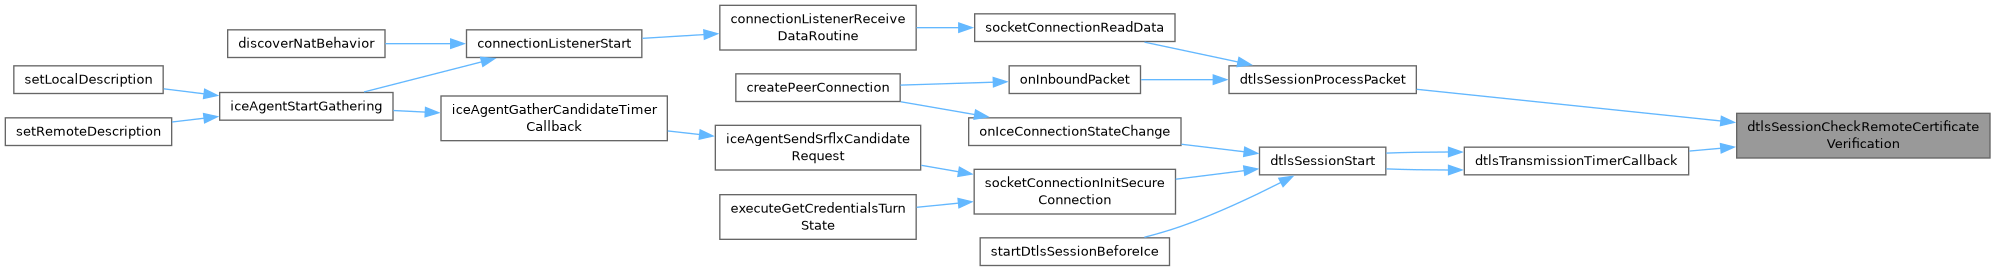 setLocalDescription
setRemoteDescription
discoverNatBehavior
iceAgentStartGathering
connectionListenerStart
iceAgentGatherCandidateTimer
Callback
connectionListenerReceive
DataRoutine
createPeerConnection
iceAgentSendSrflxCandidate
Request
executeGetCredentialsTurn
State
socketConnectionReadData
onInboundPacket
onIceConnectionStateChange
socketConnectionInitSecure
Connection
startDtlsSessionBeforeIce
dtlsSessionProcessPacket
dtlsSessionStart
dtlsTransmissionTimerCallback
dtlsSessionCheckRemoteCertificate
Verification